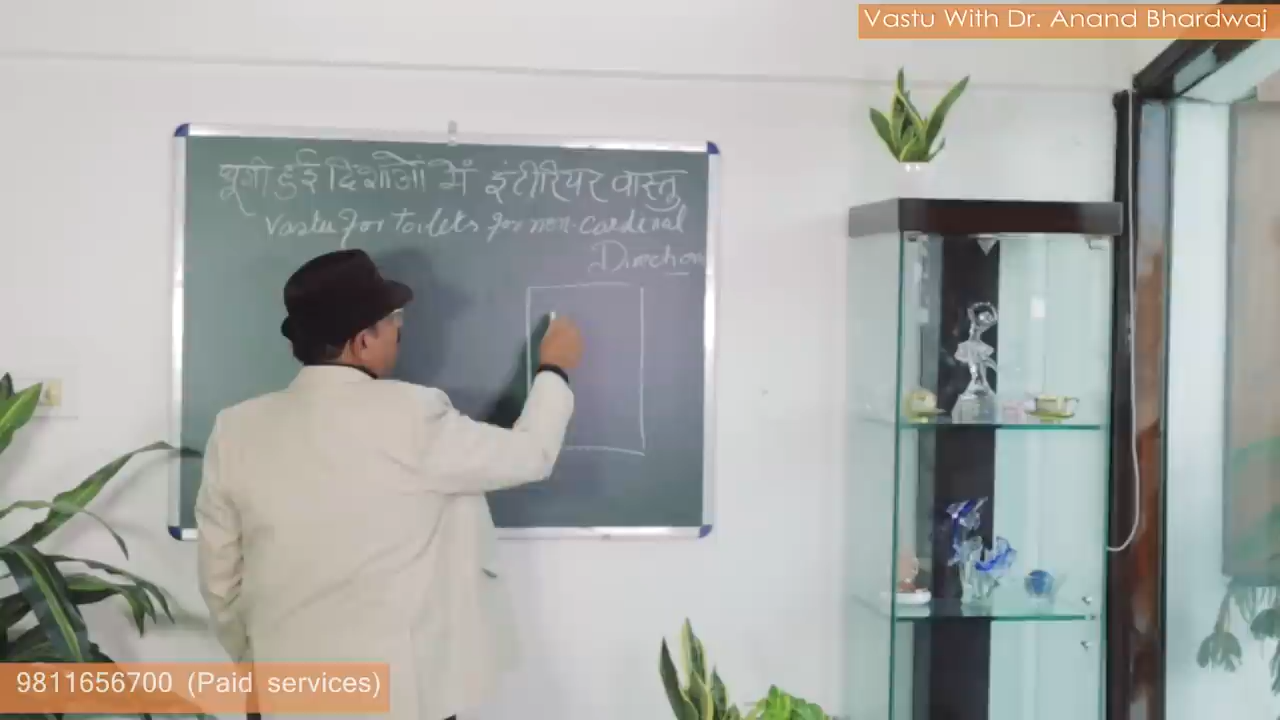 Vastu With Dr. Anand Bhardwaj
घूमी हुई दिशाओं में इंटीरियर वास्तु
Vastu for toilets for non-cardinal
Direction
9811656700 (Paid services)